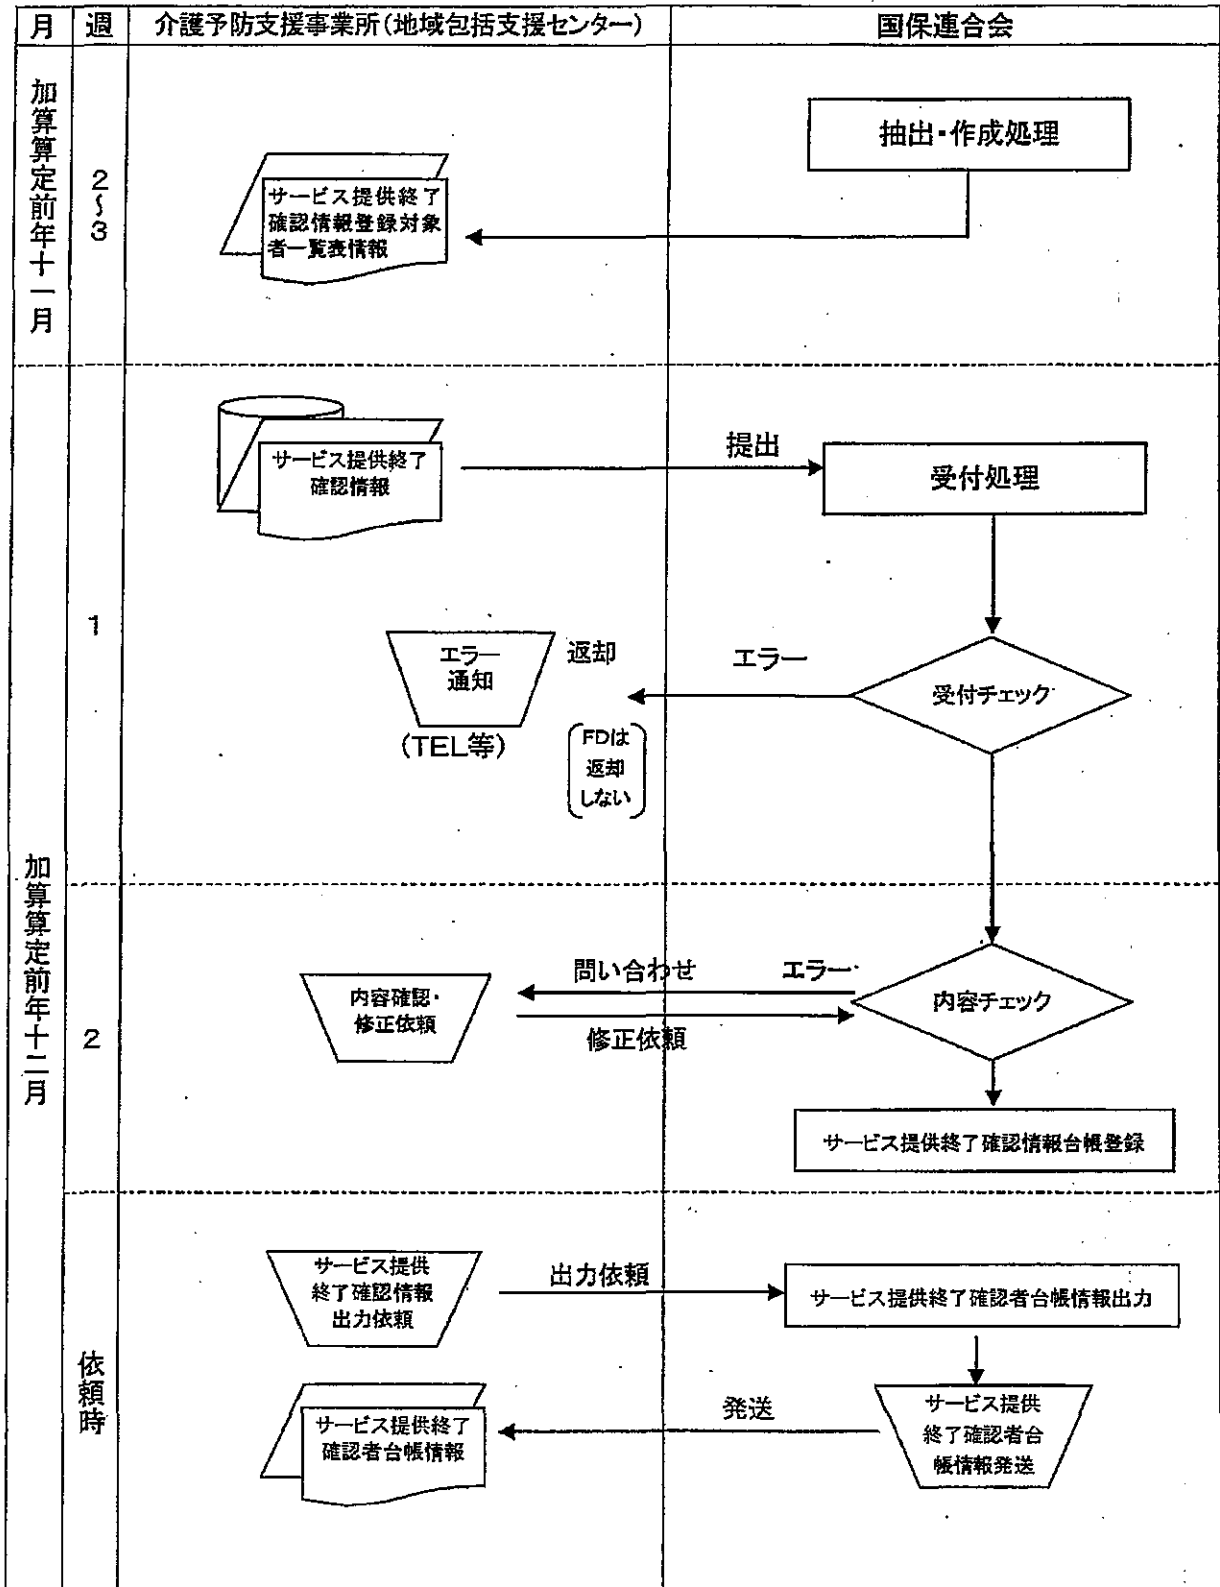 月
週
介護予防支援事業所(地域包括支援センター)
国保連合会
加算算定前年十一月
2～3
抽出・作成処理
サービス提供終了
確認情報登録対象
者一覧表情報
加算算定前年十二月
1
サービス提供終了
確認情報
提出
受付処理
エラー
通知
(TEL等)
返却
FDは
返却
しない
エラー
受付チェック
2
内容確認・
修正依頼
問い合わせ
修正依頼
エラー
内容チェック
サービス提供終了確認情報台帳登録
依頼時
サービス提供
終了確認情報
出力依頼
出力依頼
サービス提供終了確認者台帳情報出力
サービス提供終了
確認者台帳情報
発送
サービス提供
終了確認者台
帳情報発送